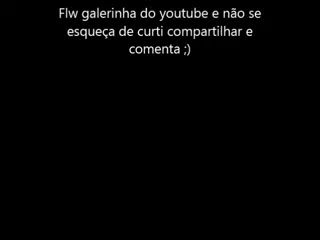 Flw galerinha do youtube e não se
esqueça de curti compartilhar e
comenta ;)